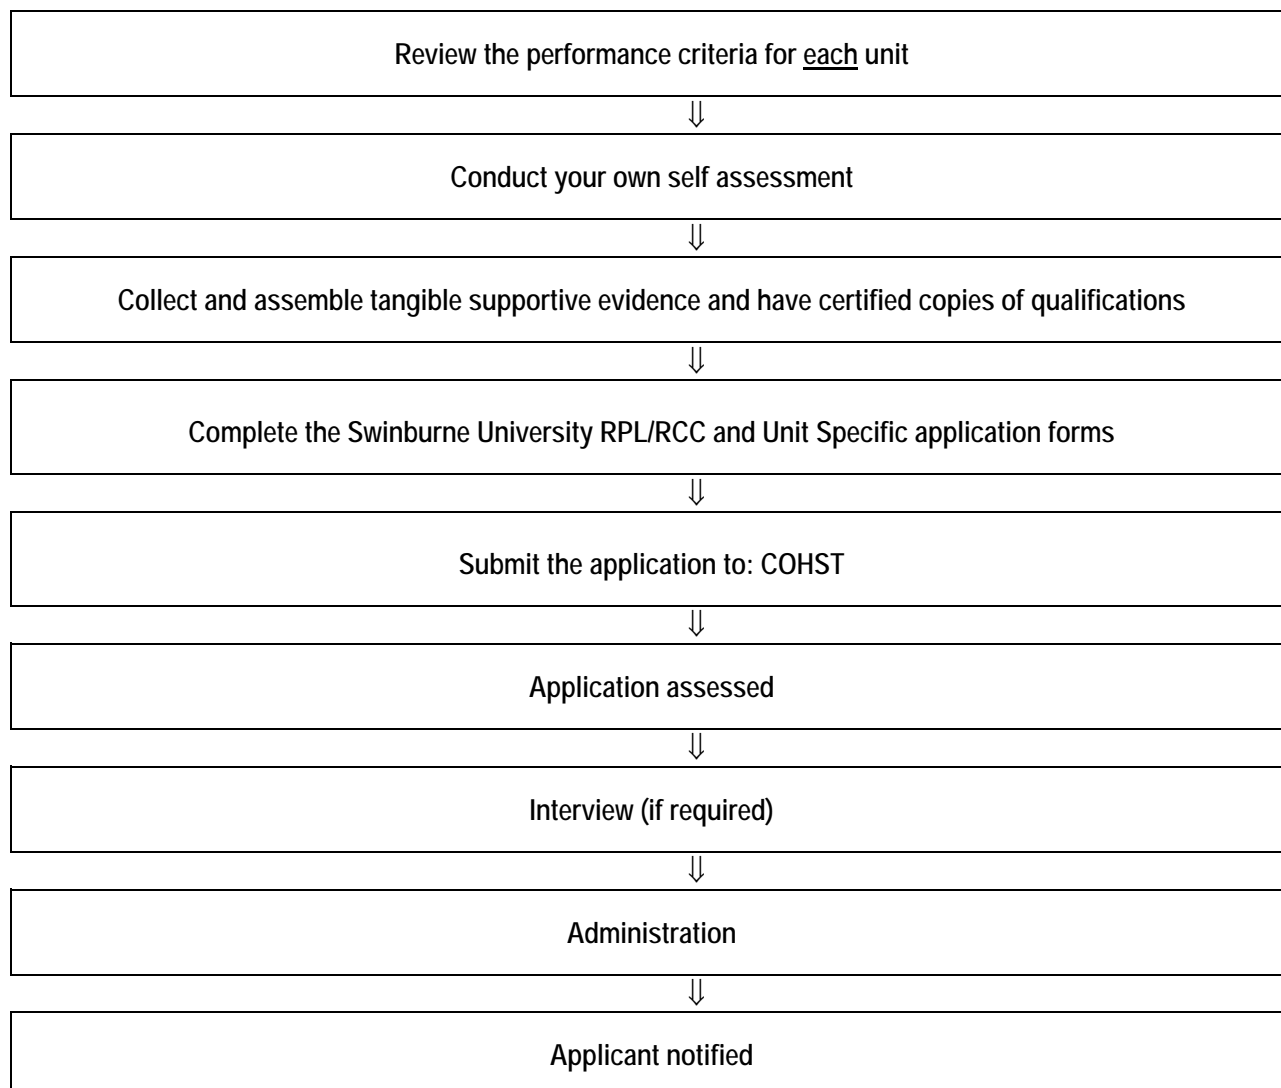 Review the performance criteria for each unit
⇓
Conduct your own self assessment
⇓
Collect and assemble tangible supportive evidence and have certified copies of qualifications
⇓
Complete the Swinburne University RPL/RCC and Unit Specific application forms
⇓
Submit the application to: COHST
⇓
Application assessed
⇓
Interview (if required)
⇓
Administration
⇓
Applicant notified